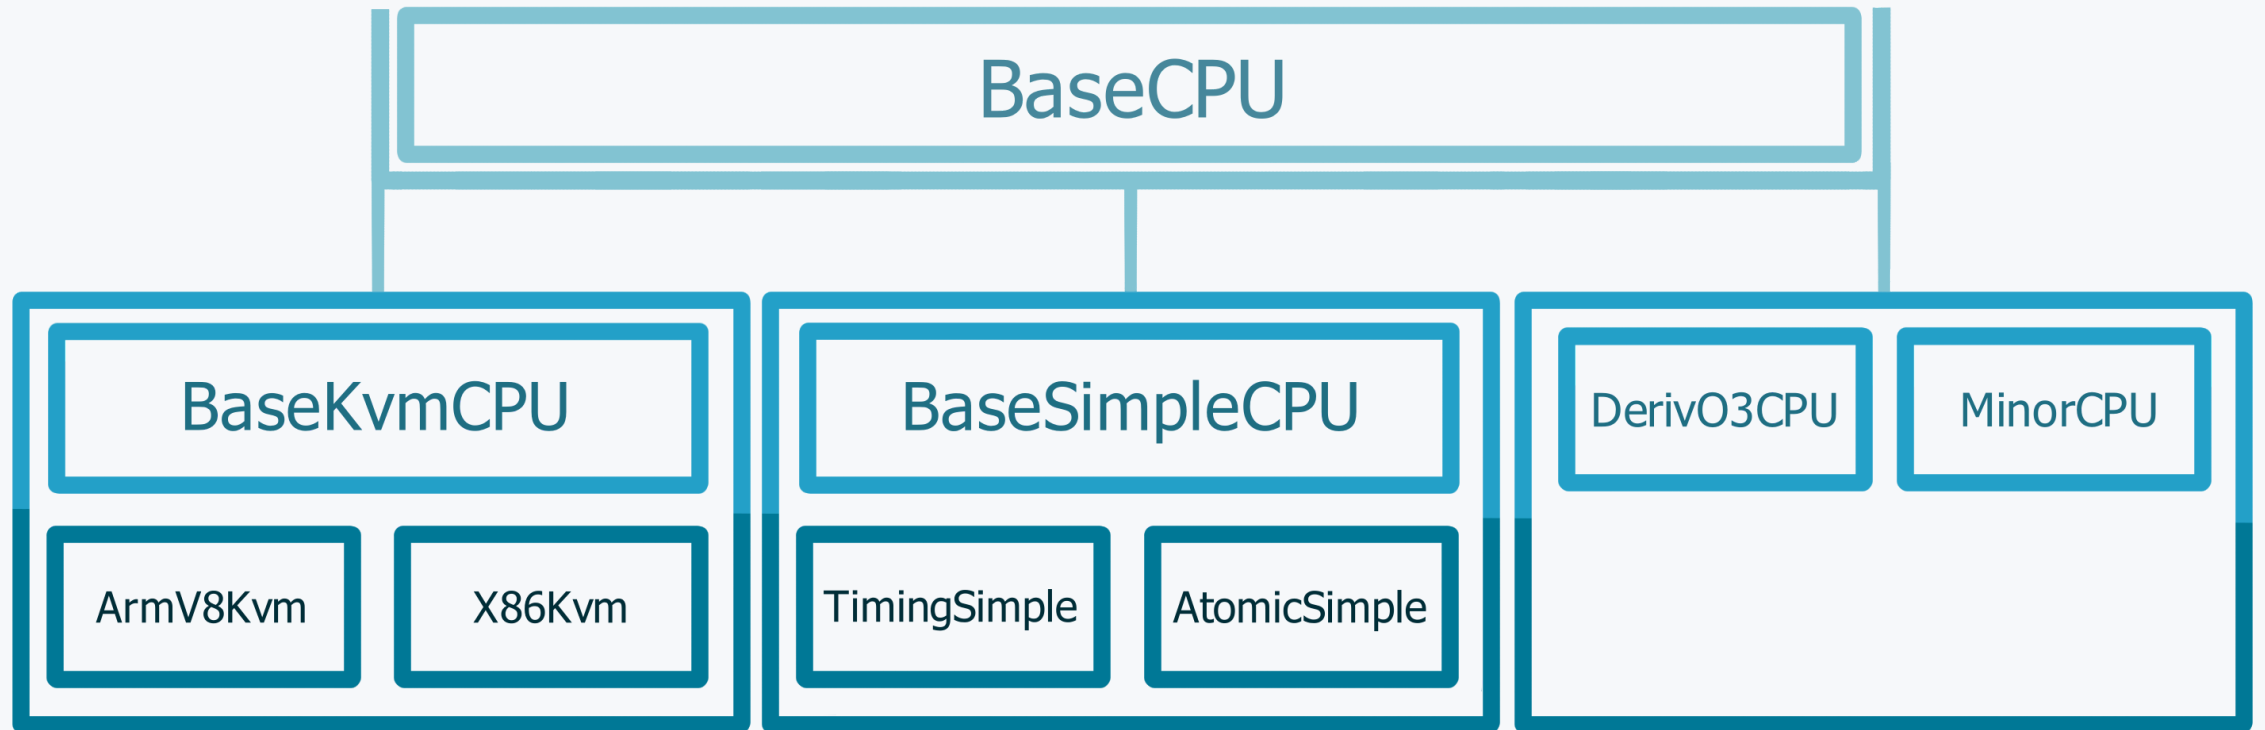 BaseCPU
BaseKvmCPU
BaseSimpleCPU
DerivO3CPU
MinorCPU
ArmV8Kvm
X86Kvm
TimingSimple
AtomicSimple